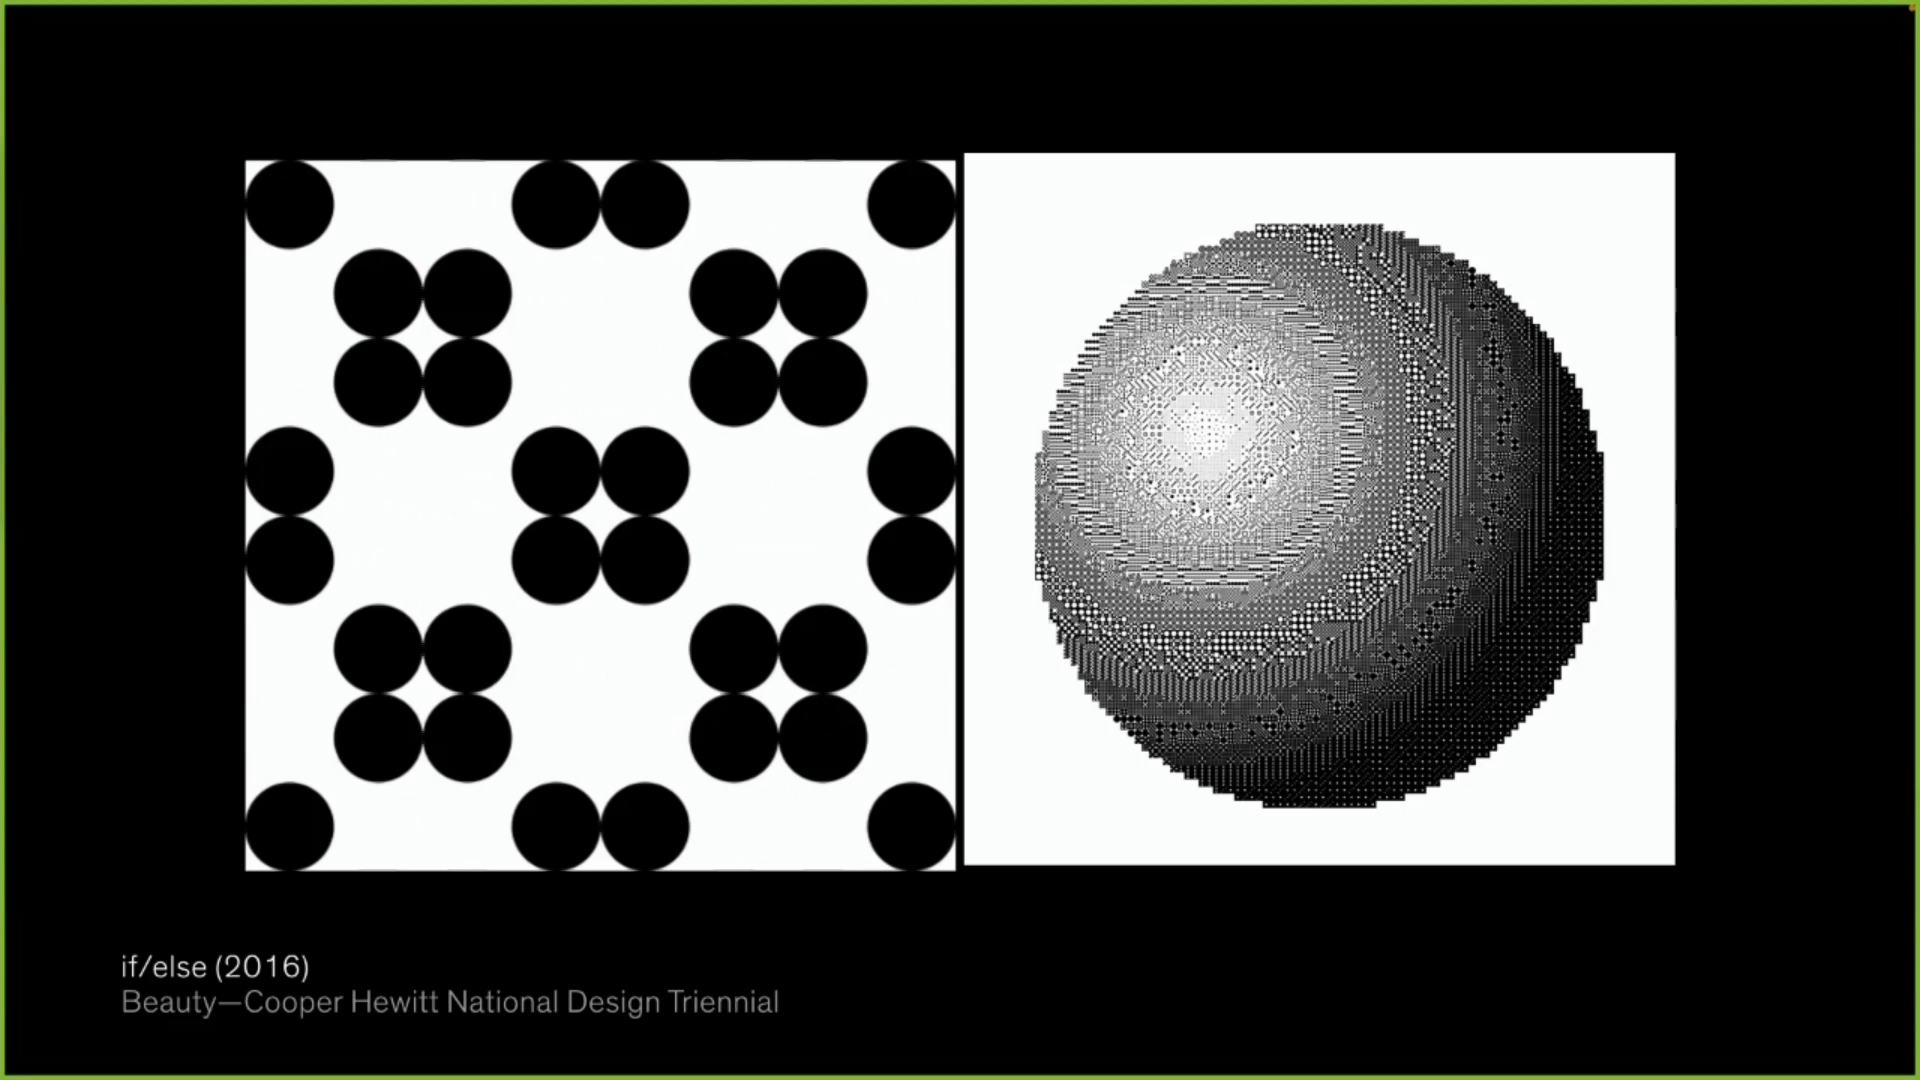 if/else (2016)
Beauty—Cooper Hewitt National Design Triennial